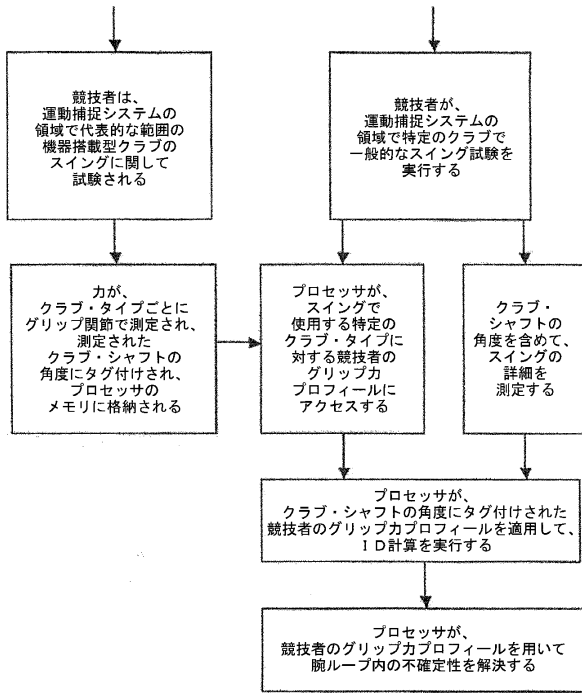 競技者は、
運動捕捉システムの
領域で代表的な範囲の
機器搭載型クラブの
スイングに関して
試験される
競技者が、
運動捕捉システムの
領域で特定のクラブで
一般的なスイング試験を
実行する
力が、
クラブ・タイプごとに
グリップ関節で測定され、
測定された
クラブ・シャフトの
角度にタグ付けされ、
プロセッサの
メモリに格納される
プロセッサが、
スイングで
使用する特定の
クラブ・タイプに
対する競技者の
グリップ力
プロフィールに
アクセスする
クラブ・
シャフトの
角度を含めて、
スイングの
詳細を
測定する
プロセッサが、
クラブ・シャフトの角度にタグ付けされた
競技者のグリップ力プロフィールを適用して、
ＩＤ計算を実行する
プロセッサが、
競技者のグリップ力プロフィールを用いて
腕ループ内の不確定性を解決する